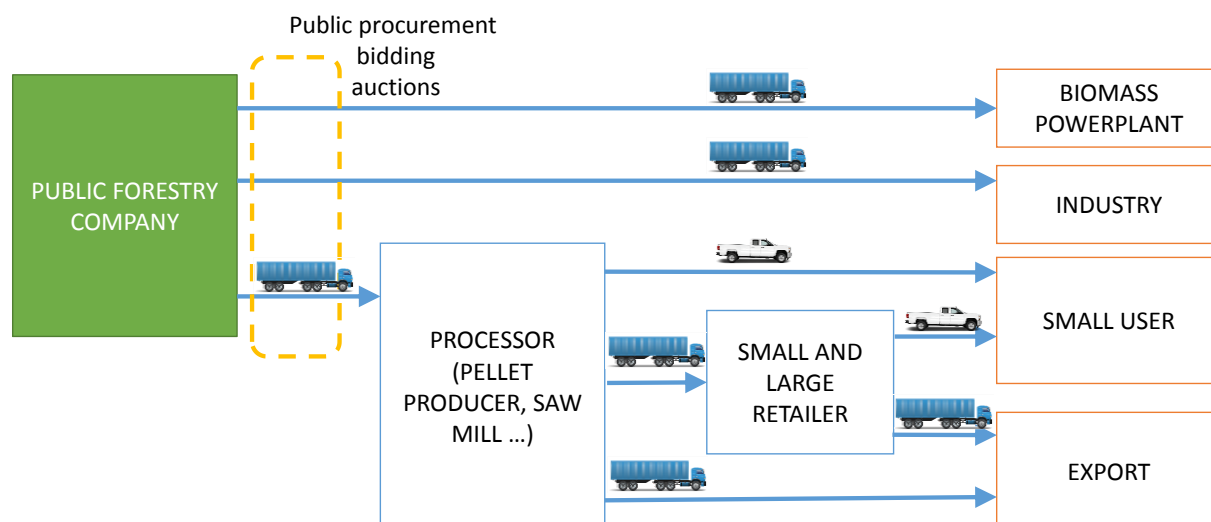 Public procurement
bidding
auctions
BIOMASS
POWERPLANT
PUBLIC FORESTRY
COMPANY
INDUSTRY
PROCESSOR
(PELLET
PRODUCER, SAW
MILL …)
SMALL AND
LARGE
RETAILER
SMALL USER
EXPORT